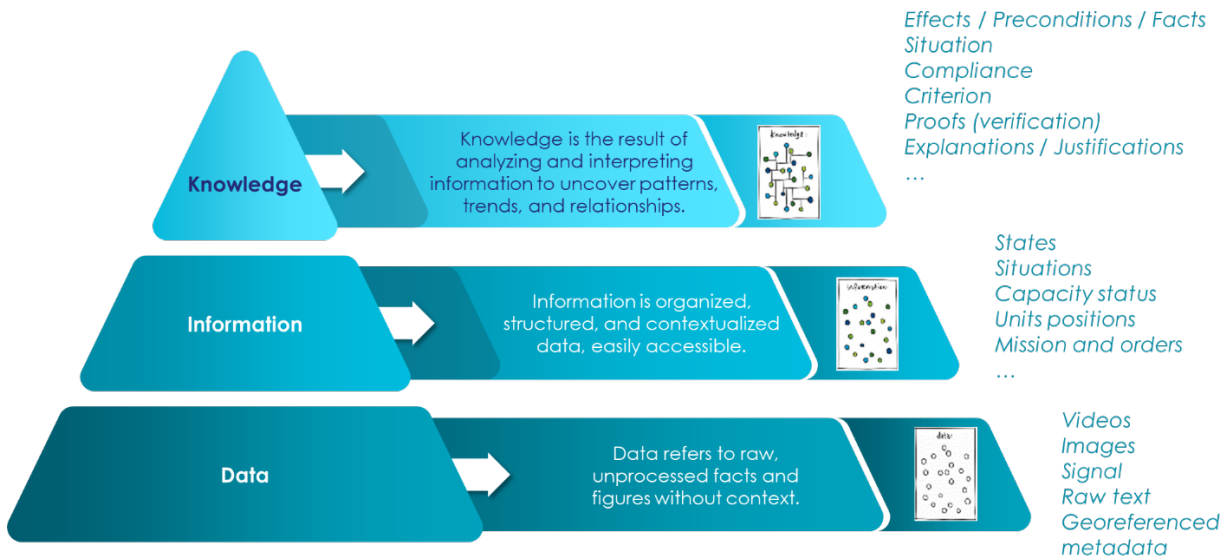 Effects / Preconditions / Facts
Situation
Compliance
Criterion
Proofs (verification)
Explanations / Justifications
…
Knowledge
Knowledge is the result of
analyzing and interpreting
information to uncover patterns,
trends, and relationships.
Knowledge:
States
Situations
Capacity status
Units positions
Mission and orders
…
Information
Information is organized,
structured, and contextualized
data, easily accessible.
information
Videos
Images
Signal
Raw text
Georeferenced
metadata
Data
Data refers to raw,
unprocessed facts and
figures without context.
data: